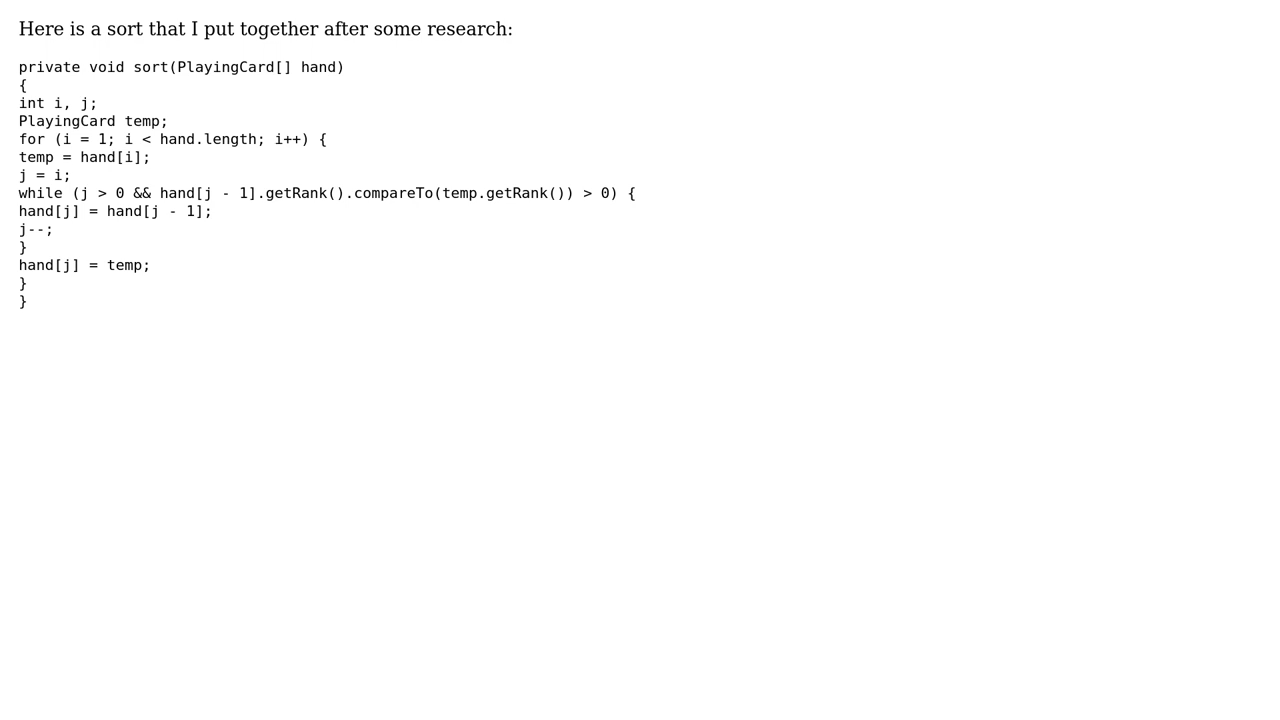 Here is a sort that I put together after some research:
private void sort(PlayingCard[] hand)
{
int i, j;
PlayingCard temp;
for (i = 1; i < hand.length; i++) {
temp = hand[i];
j = i;
while (j > 0 && hand[j - 1].getRank().compareTo(temp.getRank()) > 0) {
hand[j] = hand[j - 1];
j--;
}
hand[j] = temp;
}
}